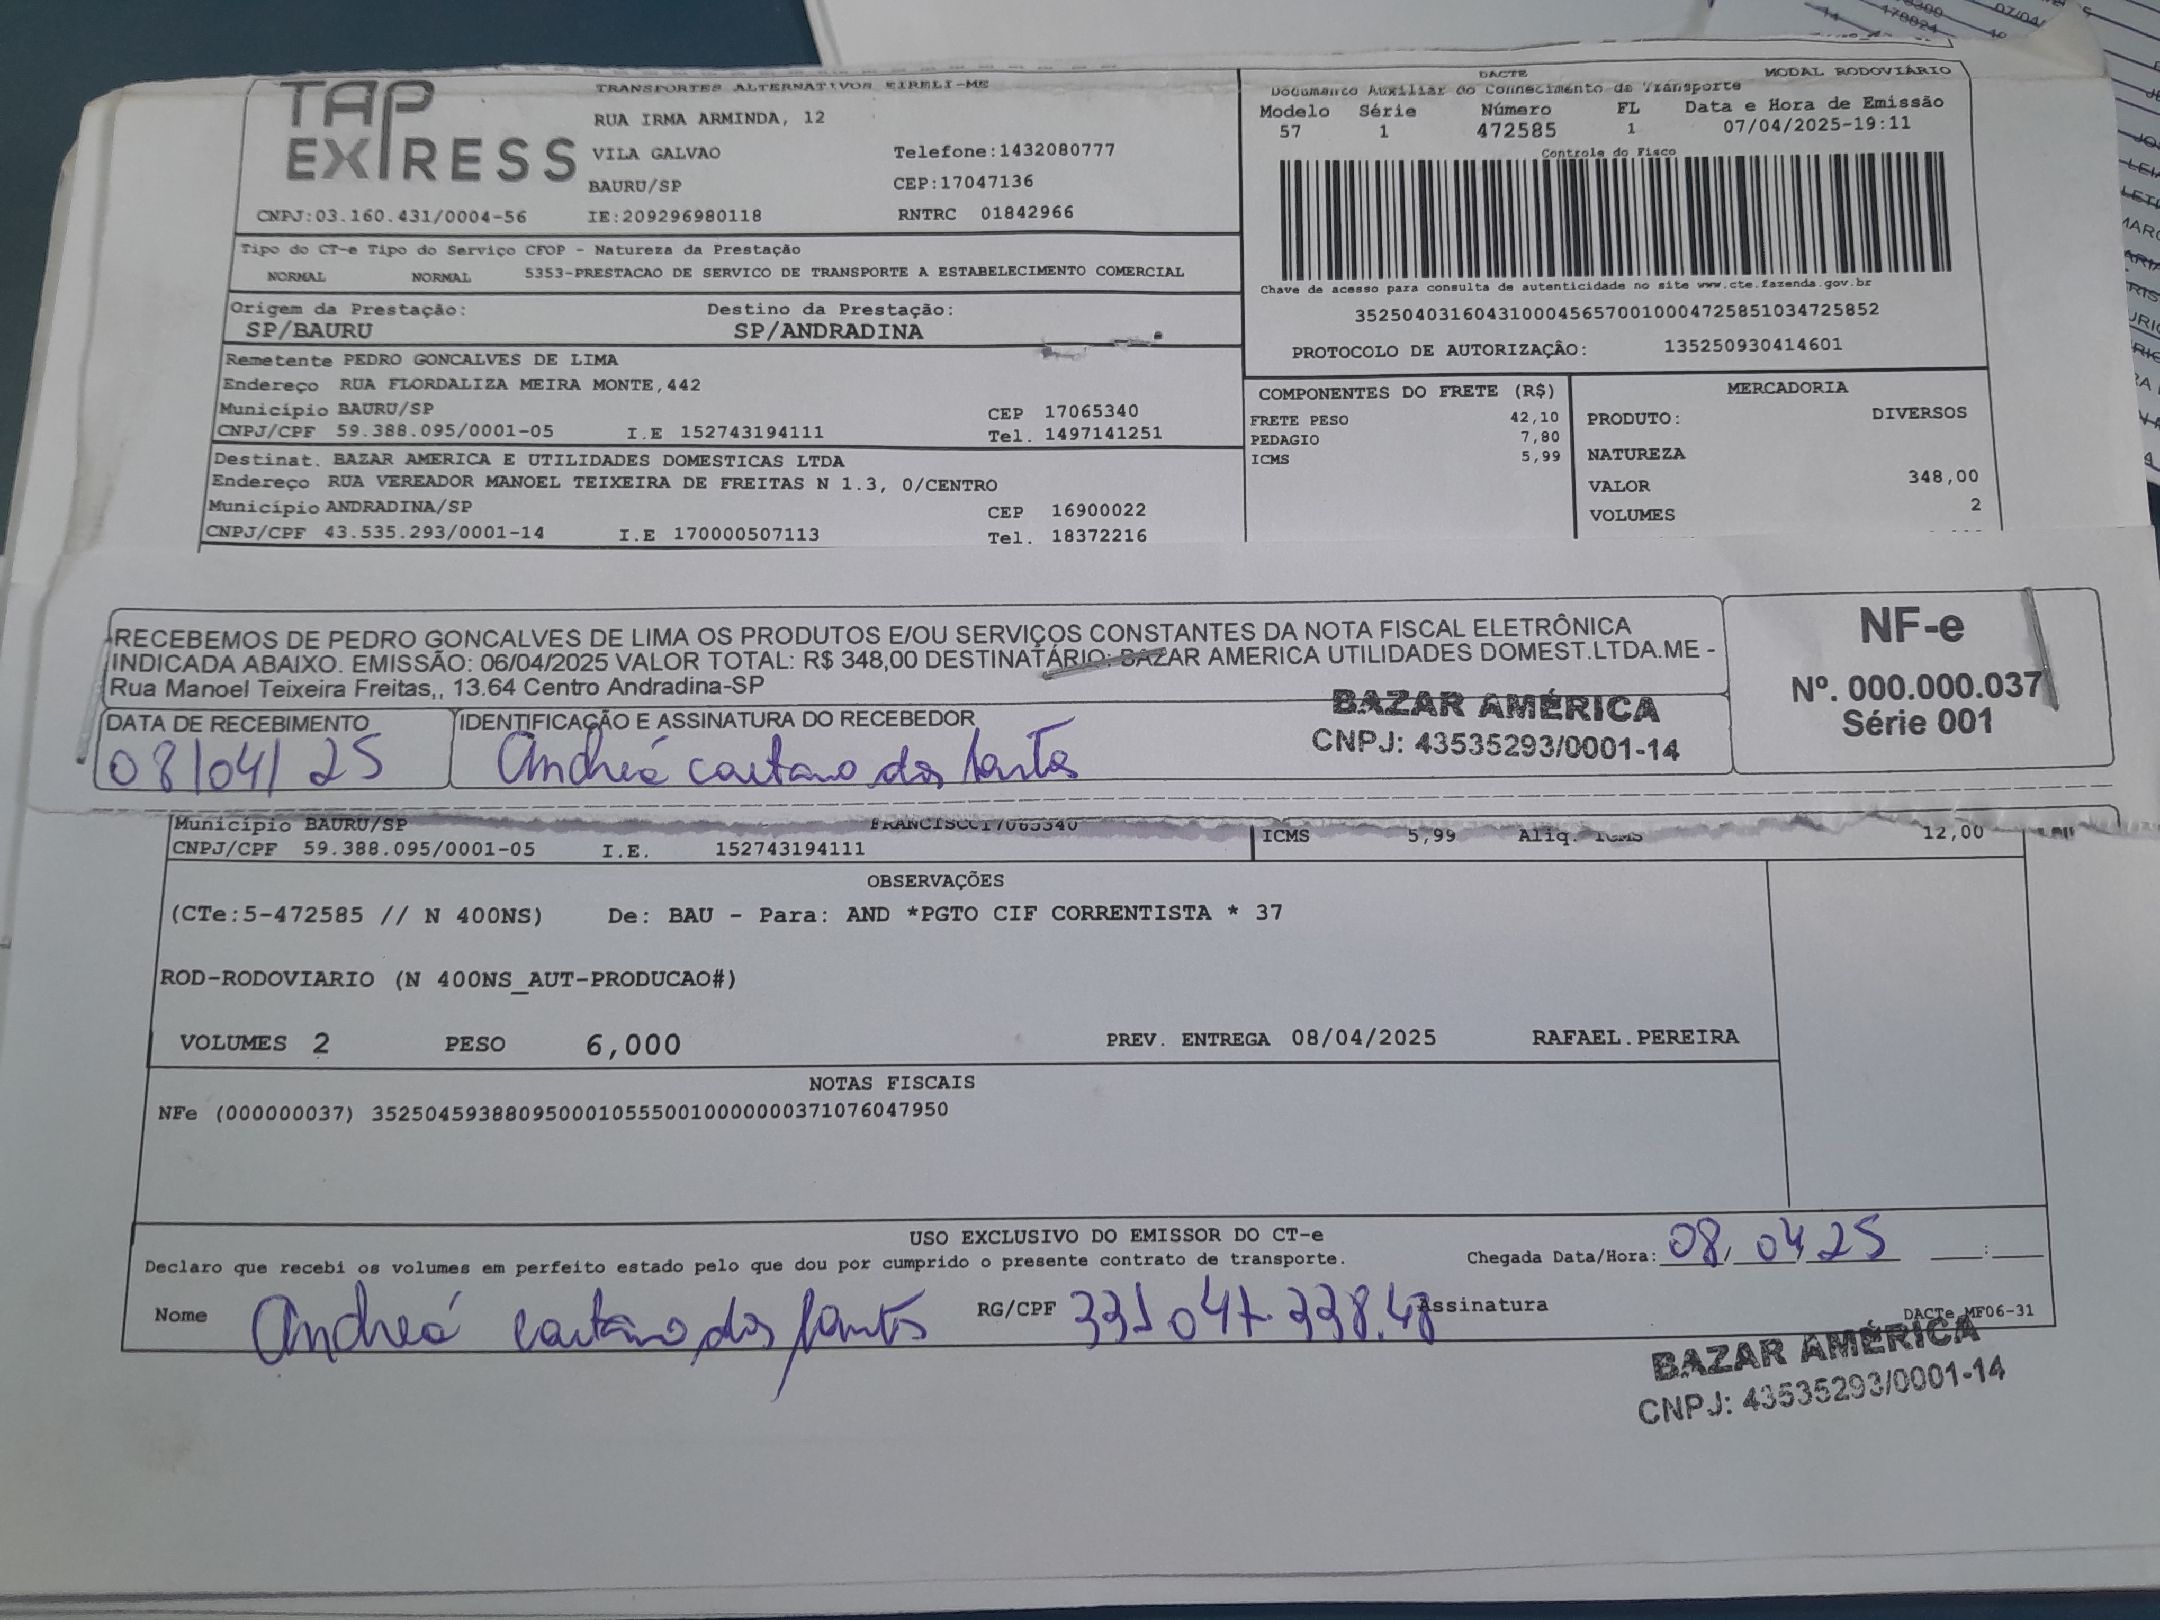 TAP EXPRESS
TRANSPORTES ALTERNATIVOS EIRELI-ME
RUA IRMA ARMINDA, 12
VILA GALVAO Telefone:1432080777
BAURU/SP CEP:17047136
CNPJ:03.160.431/0004-56 IE:209296980118 RNTRC 01842966
DACTE MODAL RODOVIÁRIO
Documento Auxiliar do Conhecimento de Transporte
Modelo Série Número FL Data e Hora de Emissão
57 1 472585 1 07/04/2025-19:11
Controle do Fisco
Chave de acesso para consulta de autenticidade no site www.cte.fazenda.gov.br
35250403160431000456570010004725851034725852
PROTOCOLO DE AUTORIZAÇÃO: 135250930414601
Tipo do CT-e Tipo do Serviço CFOP - Natureza da Prestação
NORMAL NORMAL 5353-PRESTACAO DE SERVICO DE TRANSPORTE A ESTABELECIMENTO COMERCIAL
Origem da Prestação: Destino da Prestação:
SP/BAURU SP/ANDRADINA
Remetente PEDRO GONCALVES DE LIMA
Endereço RUA FLORDALIZA MEIRA MONTE,442
Município BAURU/SP CEP 17065340
CNPJ/CPF 59.388.095/0001-05 I.E 152743194111 Tel. 1497141251
Destinat. BAZAR AMERICA E UTILIDADES DOMESTICAS LTDA
Endereço RUA VEREADOR MANOEL TEIXEIRA DE FREITAS N 1.3, 0/CENTRO
Município ANDRADINA/SP CEP 16900022
CNPJ/CPF 43.535.293/0001-14 I.E 170000507113 Tel. 18372216
COMPONENTES DO FRETE (R$)
FRETE PESO 42,10
PEDAGIO 7,80
ICMS 5,99
MERCADORIA
PRODUTO: DIVERSOS
NATUREZA
VALOR 348,00
VOLUMES 2
RECEBEMOS DE PEDRO GONCALVES DE LIMA OS PRODUTOS E/OU SERVIÇOS CONSTANTES DA NOTA FISCAL ELETRÔNICA
INDICADA ABAIXO. EMISSÃO: 06/04/2025 VALOR TOTAL: R$ 348,00 DESTINATÁRIO: BAZAR AMERICA UTILIDADES DOMEST.LTDA.ME -
Rua Manoel Teixeira Freitas,, 13.64 Centro Andradina-SP
NF-e
Nº. 000.000.037
Série 001
DATA DE RECEBIMENTO IDENTIFICAÇÃO E ASSINATURA DO RECEBEDOR
08/04/25 Andreá caetano dos santos
BAZAR AMÉRICA
CNPJ: 43535293/0001-14
Município BAURU/SP
CNPJ/CPF 59.388.095/0001-05 I.E. 152743194111
ICMS 5,99 Aliq. ICMS 12,00
OBSERVAÇÕES
(CTe:5-472585 // N 400NS) De: BAU - Para: AND *PGTO CIF CORRENTISTA * 37
ROD-RODOVIARIO (N 400NS_AUT-PRODUCAO#)
VOLUMES 2 PESO 6,000 PREV. ENTREGA 08/04/2025 RAFAEL.PEREIRA
NOTAS FISCAIS
NFe (000000037) 35250459388095000105550010000000371076047950
USO EXCLUSIVO DO EMISSOR DO CT-e
Declaro que recebi os volumes em perfeito estado pelo que dou por cumprido o presente contrato de transporte. Chegada Data/Hora: 08/04/25 :
Nome Andreá caetano dos santos RG/CPF 331 047 338.48 Assinatura
DACTe MF06-31
BAZAR AMÉRICA
CNPJ: 43535293/0001-14